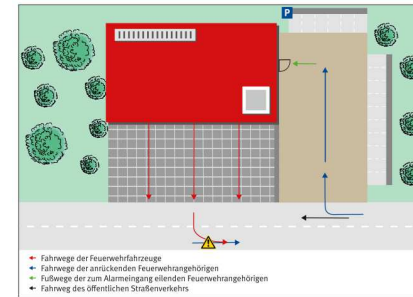 P
Fahrwege der Feuerwehrfahrzeuge
Fahrwege der anrückenden Feuerwehrangehörigen
Fußwege der zum Alarmeingang eilenden Feuerwehrangehörigen
Fahrweg des öffentlichen Straßenverkehrs